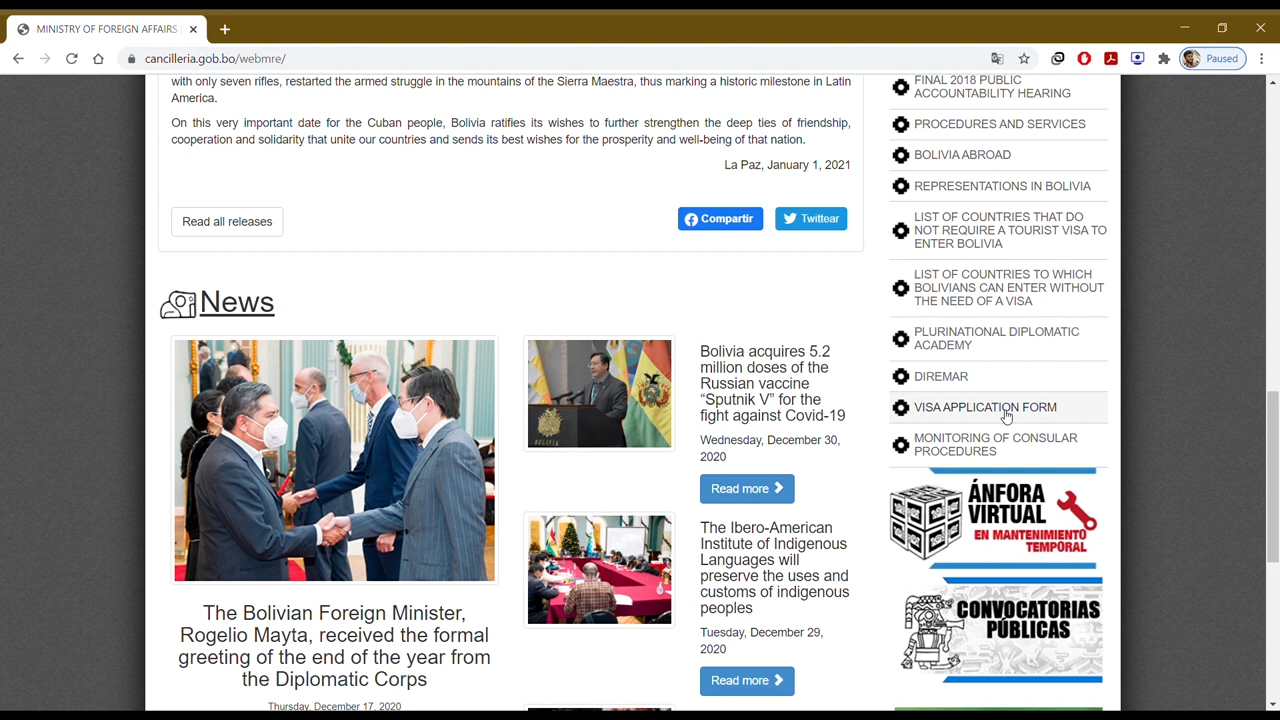 MINISTRY OF FOREIGN AFFAIRS
cancilleria.gob.bo/webmre/
Paused
with only seven rifles, restarted the armed struggle in the mountains of the Sierra Maestra, thus marking a historic milestone in Latin
America.
On this very important date for the Cuban people, Bolivia ratifies its wishes to further strengthen the deep ties of friendship,
cooperation and solidarity that unite our countries and sends its best wishes for the prosperity and well-being of that nation.
La Paz, January 1, 2021
Read all releases
Compartir
Twittear
News
The Bolivian Foreign Minister,
Rogelio Mayta, received the formal
greeting of the end of the year from
the Diplomatic Corps
Thursday, December 17, 2020
BOLIVIA
Bolivia acquires 5.2
million doses of the
Russian vaccine
“Sputnik V” for the
fight against Covid-19
Wednesday, December 30,
2020
Read more
The Ibero-American
Institute of Indigenous
Languages will
preserve the uses and
customs of indigenous
peoples
Tuesday, December 29,
2020
Read more
FINAL 2018 PUBLIC
ACCOUNTABILITY HEARING
PROCEDURES AND SERVICES
BOLIVIA ABROAD
REPRESENTATIONS IN BOLIVIA
LIST OF COUNTRIES THAT DO
NOT REQUIRE A TOURIST VISA TO
ENTER BOLIVIA
LIST OF COUNTRIES TO WHICH
BOLIVIANS CAN ENTER WITHOUT
THE NEED OF A VISA
PLURINATIONAL DIPLOMATIC
ACADEMY
DIREMAR
VISA APPLICATION FORM
MONITORING OF CONSULAR
PROCEDURES
ÁNFORA
VIRTUAL
EN MANTENIMIENTO
TEMPORAL
CONVOCATORIAS
PÚBLICAS